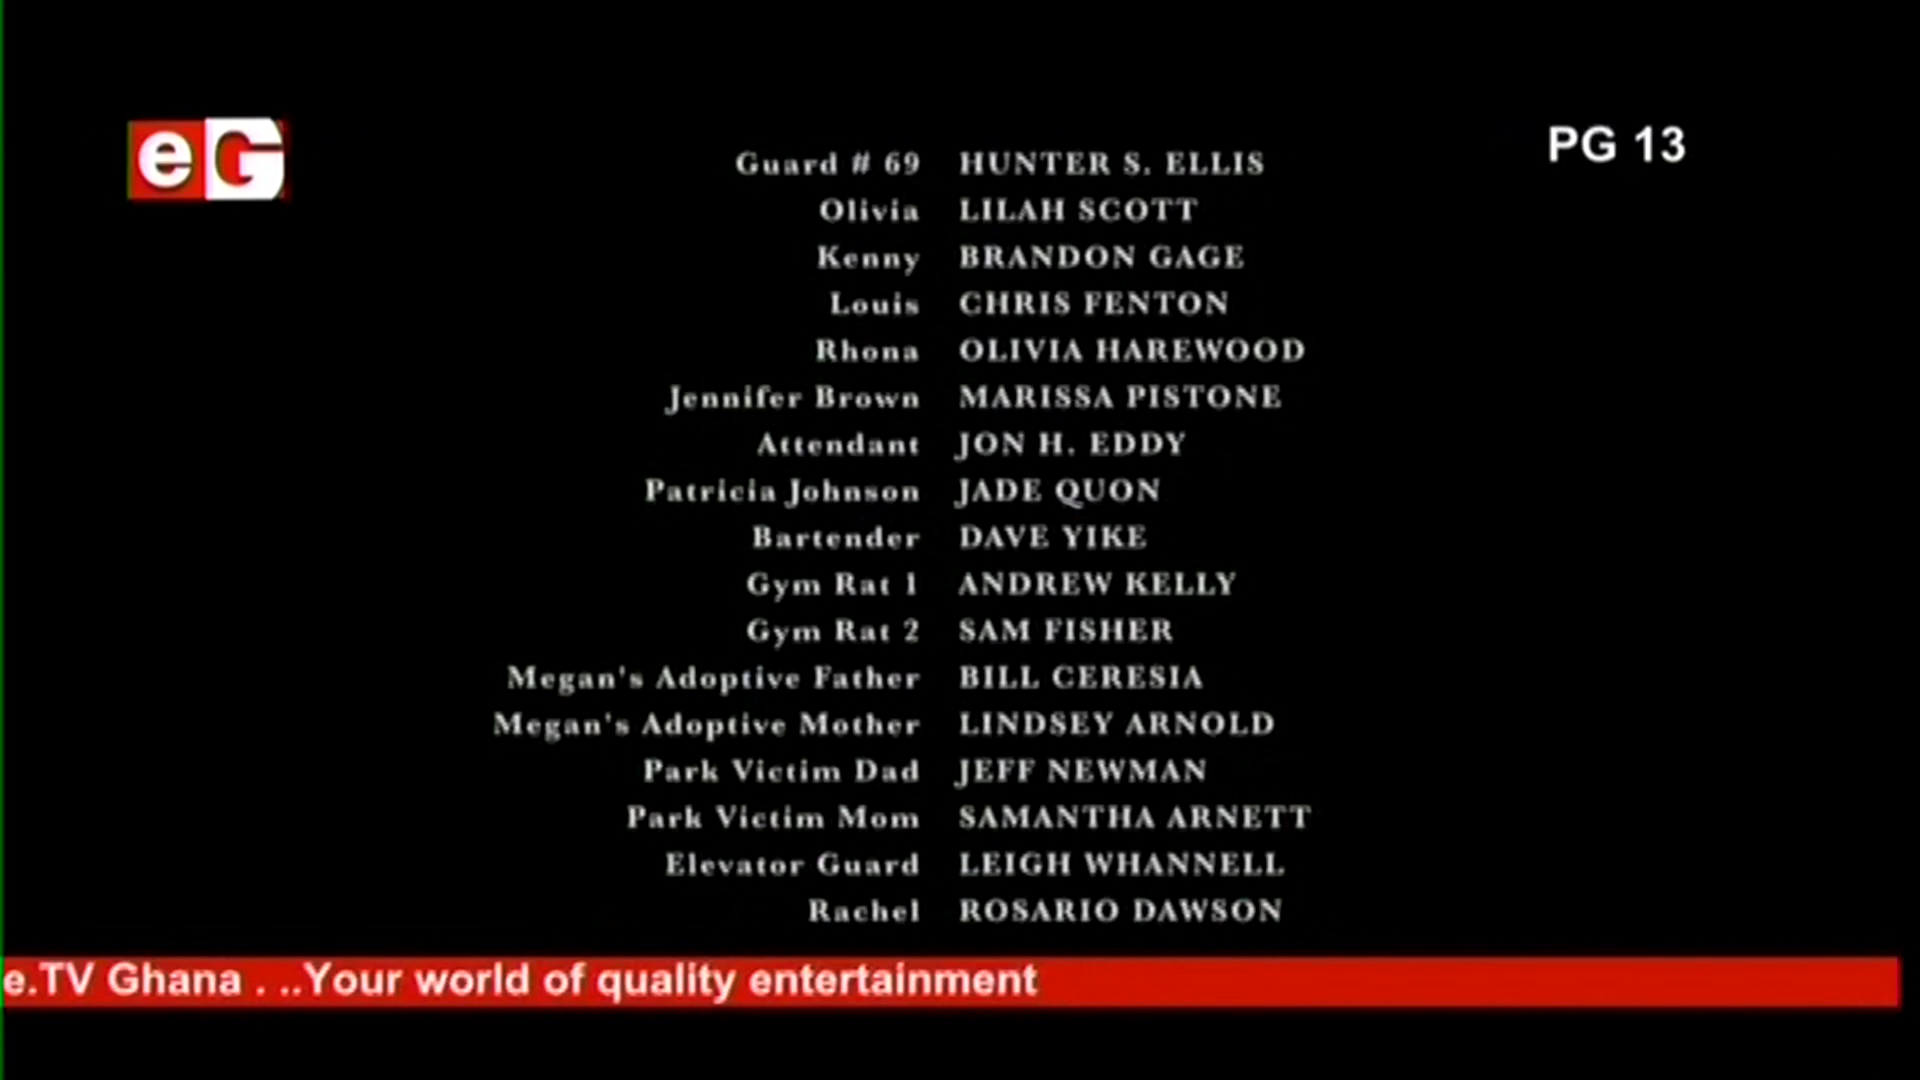 eG
PG 13
Guard # 69 HUNTER S. ELLIS
Olivia LILAH SCOTT
Kenny BRANDON GAGE
Louis CHRIS FENTON
Rhona OLIVIA HAREWOOD
Jennifer Brown MARISSA PISTONE
Attendant JON H. EDDY
Patricia Johnson JADE QUON
Bartender DAVE YIKE
Gym Rat 1 ANDREW KELLY
Gym Rat 2 SAM FISHER
Megan's Adoptive Father BILL CERESIA
Megan's Adoptive Mother LINDSEY ARNOLD
Park Victim Dad JEFF NEWMAN
Park Victim Mom SAMANTHA ARNETT
Elevator Guard LEIGH WHANNELL
Rachel ROSARIO DAWSON
e.TV Ghana . ..Your world of quality entertainment